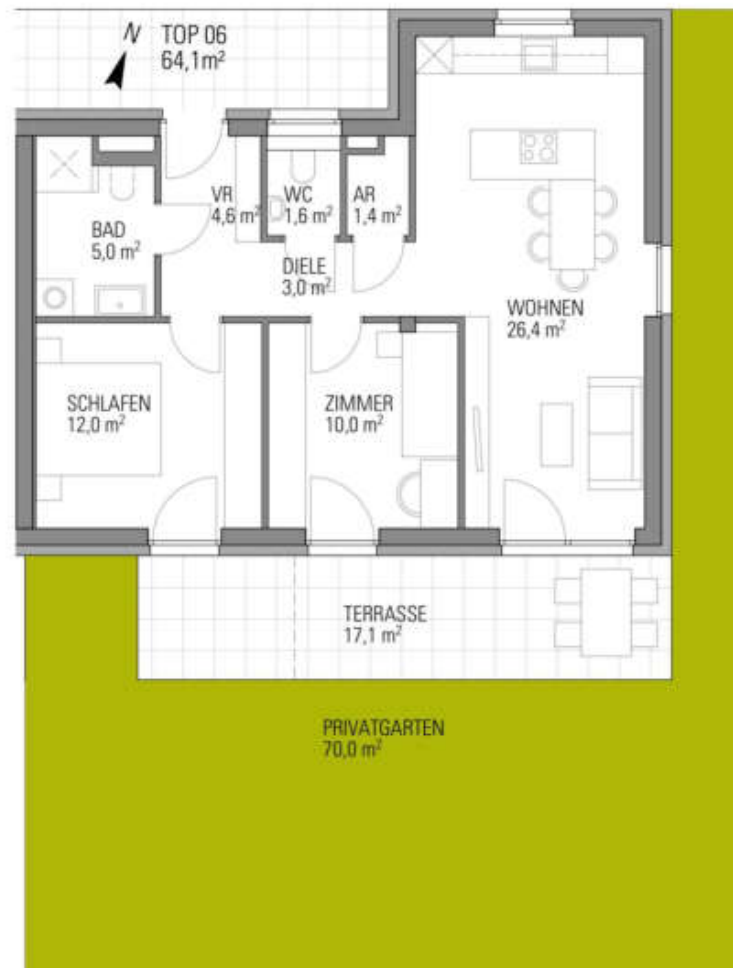 N
TOP 06
64,1m²
VR
4,6 m²
WC
1,6 m²
AR
1,4 m²
BAD
5,0 m²
DIELE
3,0 m²
WOHNEN
26,4 m²
SCHLAFEN
12,0 m²
ZIMMER
10,0 m²
TERRASSE
17,1 m²
PRIVATGARTEN
70,0 m²